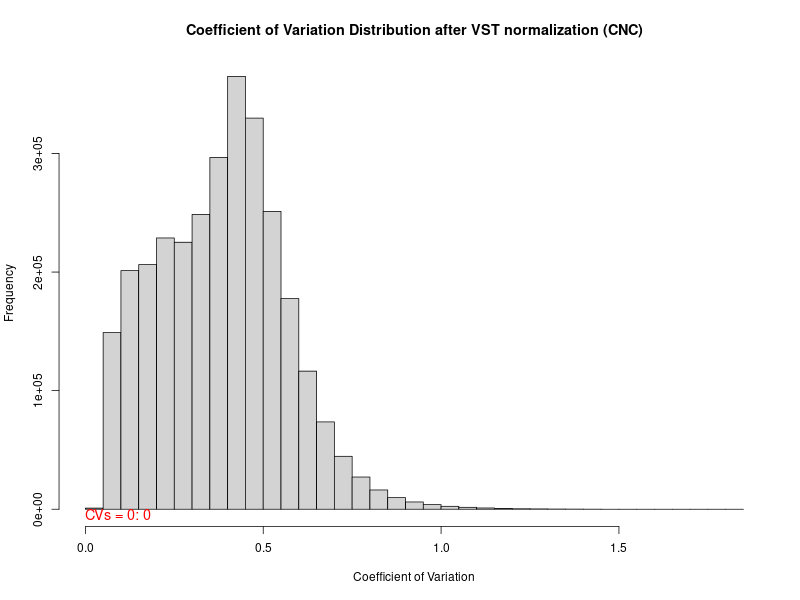 Coefficient of Variation Distribution after VST normalization (CNC)
Frequency
3e+05
2e+05
1e+05
0e+00
CVs = 0: 0
0.0 0.5 1.0 1.5
Coefficient of Variation